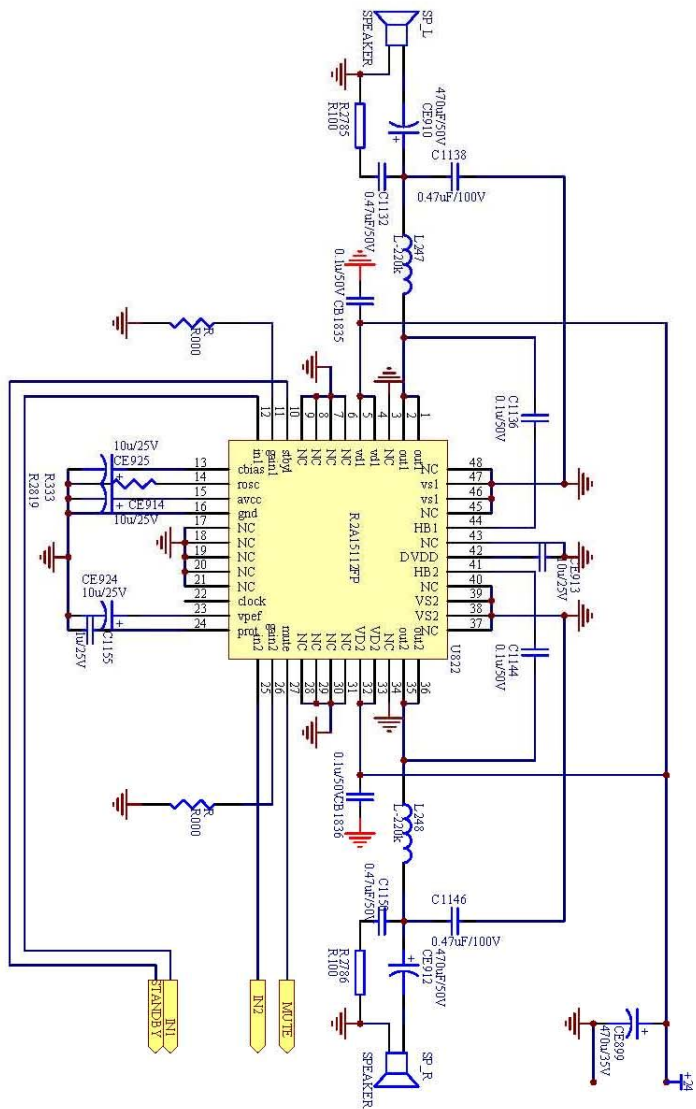 SP_L
SPEAKER
470uF/50V
CE910
R2785
R100
C1138
0.47uF/100V
C1132
0.47uF/50V
L247
L-220k
0.1u/50V CB1835
R
R000
C1136
0.1u/50V
12 11 10 9 8 7 6 5 4 3 2 1
in1 gain1 stby1 NC NC NC NC vd1 vd1 NC out1 out1
10u/25V
CE925
R333
R2819
CE914
10u/25V
13 cbias
14 rosc
15 avcc
16 gnd
17 NC
18 NC
19 NC
20 NC
21 NC
22 clock
23 vpef
24 prot
CE924
10u/25V
C1155
1u/25V
R2A15112FP
NC 48
vs1 47
vs1 46
NC 45
HB1 44
NC 43
DVDD 42
HB2 41
NC 40
VS2 39
VS2 38
NC 37
CE913
10u/25V
U822
in2 gain2 mute NC NC NC NC VD2 VD2 NC out2 out2
25 26 27 28 29 30 31 32 33 34 35 36
C1144
0.1u/50V
R
R000
0.1u/50V CB1836
L248
L-220k
C1150
0.47uF/50V
C1146
0.47uF/100V
R2786
R100
470uF/50V
CE912
SP_R
SPEAKER
STANDBY
IN1
IN2
MUTE
CE899
470u/35V
+24